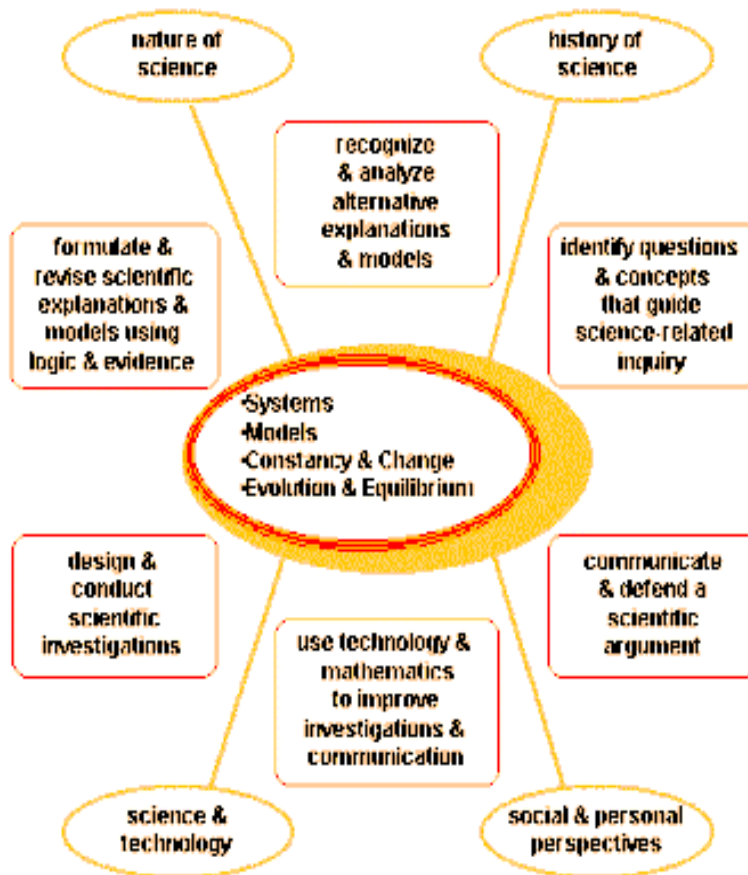 nature of
science
history of
science
recognize
& analyze
alternative
explanations
& models
formulate &
revise scientific
explanations &
models using
logic & evidence
identify questions
& concepts
that guide
science-related
inquiry
•Systems
•Models
•Constancy & Change
•Evolution & Equilibrium
design &
conduct
scientific
investigations
communicate
& defend a
scientific
argument
use technology &
mathematics
to improve
investigations &
communication
science &
technology
social & personal
perspectives